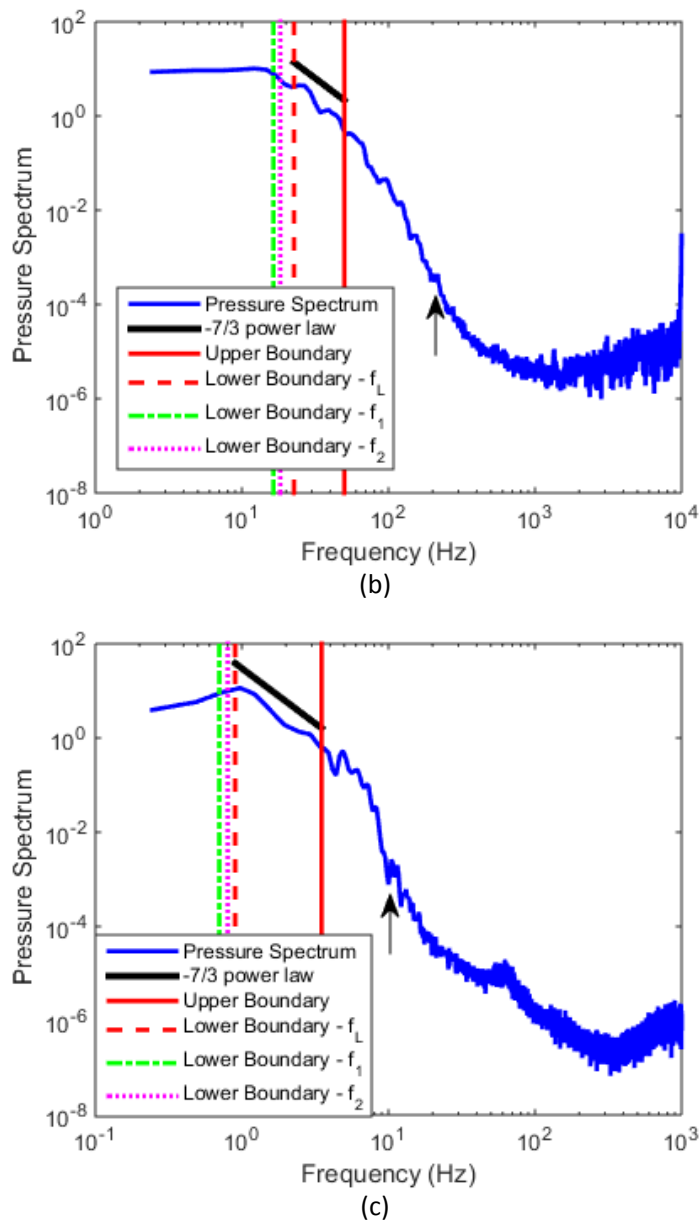 10^2
10^0
10^-2
10^-4
10^-6
10^-8
Pressure Spectrum
Pressure Spectrum
-7/3 power law
Upper Boundary
Lower Boundary - f_L
Lower Boundary - f_1
Lower Boundary - f_2
10^0 10^1 10^2 10^3 10^4
Frequency (Hz)
(b)
10^2
10^0
10^-2
10^-4
10^-6
10^-8
Pressure Spectrum
Pressure Spectrum
-7/3 power law
Upper Boundary
Lower Boundary - f_L
Lower Boundary - f_1
Lower Boundary - f_2
10^-1 10^0 10^1 10^2 10^3
Frequency (Hz)
(c)